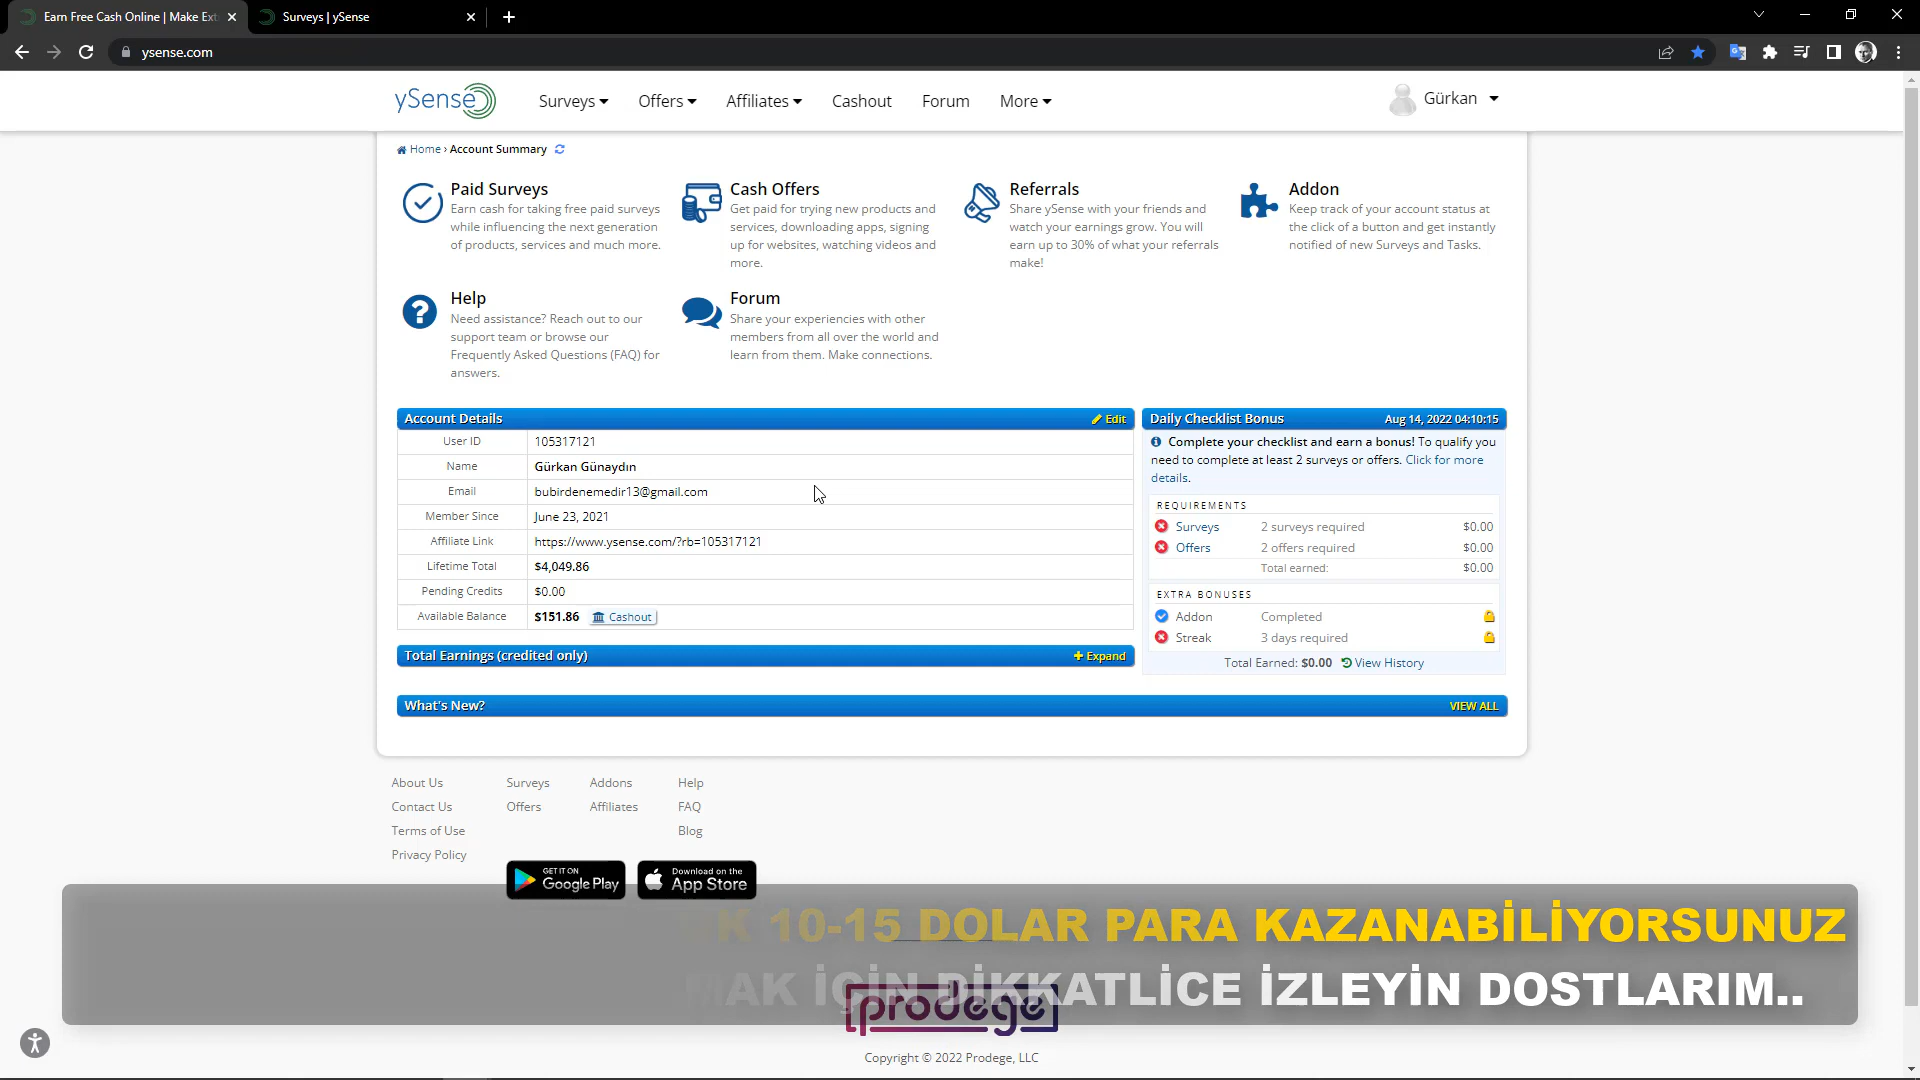 Earn Free Cash Online | Make Ext
Surveys | ySense
ysense.com
ySense
Surveys
Offers
Affiliates
Cashout
Forum
More
Gürkan
Home › Account Summary
Paid Surveys
Earn cash for taking free paid surveys
while influencing the next generation
of products, services and much more.
Cash Offers
Get paid for trying new products and
services, downloading apps, signing
up for websites, watching videos and
more.
Referrals
Share ySense with your friends and
watch your earnings grow. You will
earn up to 30% of what your referrals
make!
Addon
Keep track of your account status at
the click of a button and get instantly
notified of new Surveys and Tasks.
Help
Need assistance? Reach out to our
support team or browse our
Frequently Asked Questions (FAQ) for
answers.
Forum
Share your experiences with other
members from all over the world and
learn from them. Make connections.
Account Details
Edit
User ID 105317121
Name Gürkan Günaydın
Email bubirdenemedir13@gmail.com
Member Since June 23, 2021
Affiliate Link https://www.ysense.com/?rb=105317121
Lifetime Total $4,049.86
Pending Credits $0.00
Available Balance $151.86 Cashout
Total Earnings (credited only)
Expand
Daily Checklist Bonus Aug 14, 2022 04:10:15
Complete your checklist and earn a bonus! To qualify you
need to complete at least 2 surveys or offers. Click for more
details.
REQUIREMENTS
Surveys 2 surveys required $0.00
Offers 2 offers required $0.00
Total earned: $0.00
EXTRA BONUSES
Addon Completed
Streak 3 days required
Total Earned: $0.00 View History
What's New?
VIEW ALL
About Us Surveys Addons Help
Contact Us Offers Affiliates FAQ
Terms of Use Blog
Privacy Policy
GET IT ON
Google Play
Download on the
App Store
10-15 DOLAR PARA KAZANABİLİYORSUNUZ
İÇİN DİKKATLİCE İZLEYİN DOSTLARIM..
prodege
Copyright © 2022 Prodege, LLC